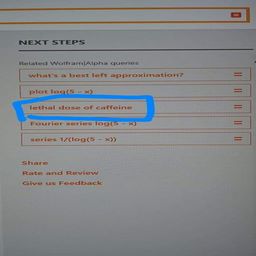 NEXT STEPS
Related Wolfram|Alpha queries
what's a best left approximation?
plot log(5 − x)
lethal dose of caffeine
Fourier series log(5 − x)
series 1/(log(5 − x))
Share
Rate and Review
Give us Feedback